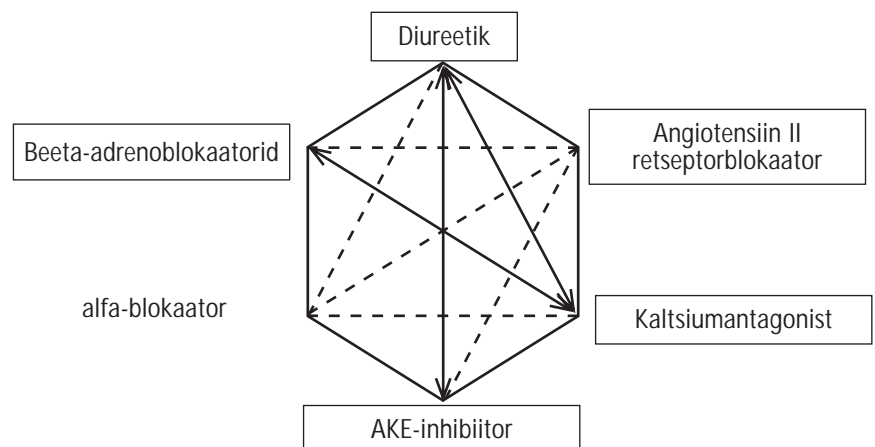 Diureetik
Beeta-adrenoblokaatorid
Angiotensiin II
retseptorblokaator
alfa-blokaator
Kaltsiumantagonist
AKE-inhibiitor